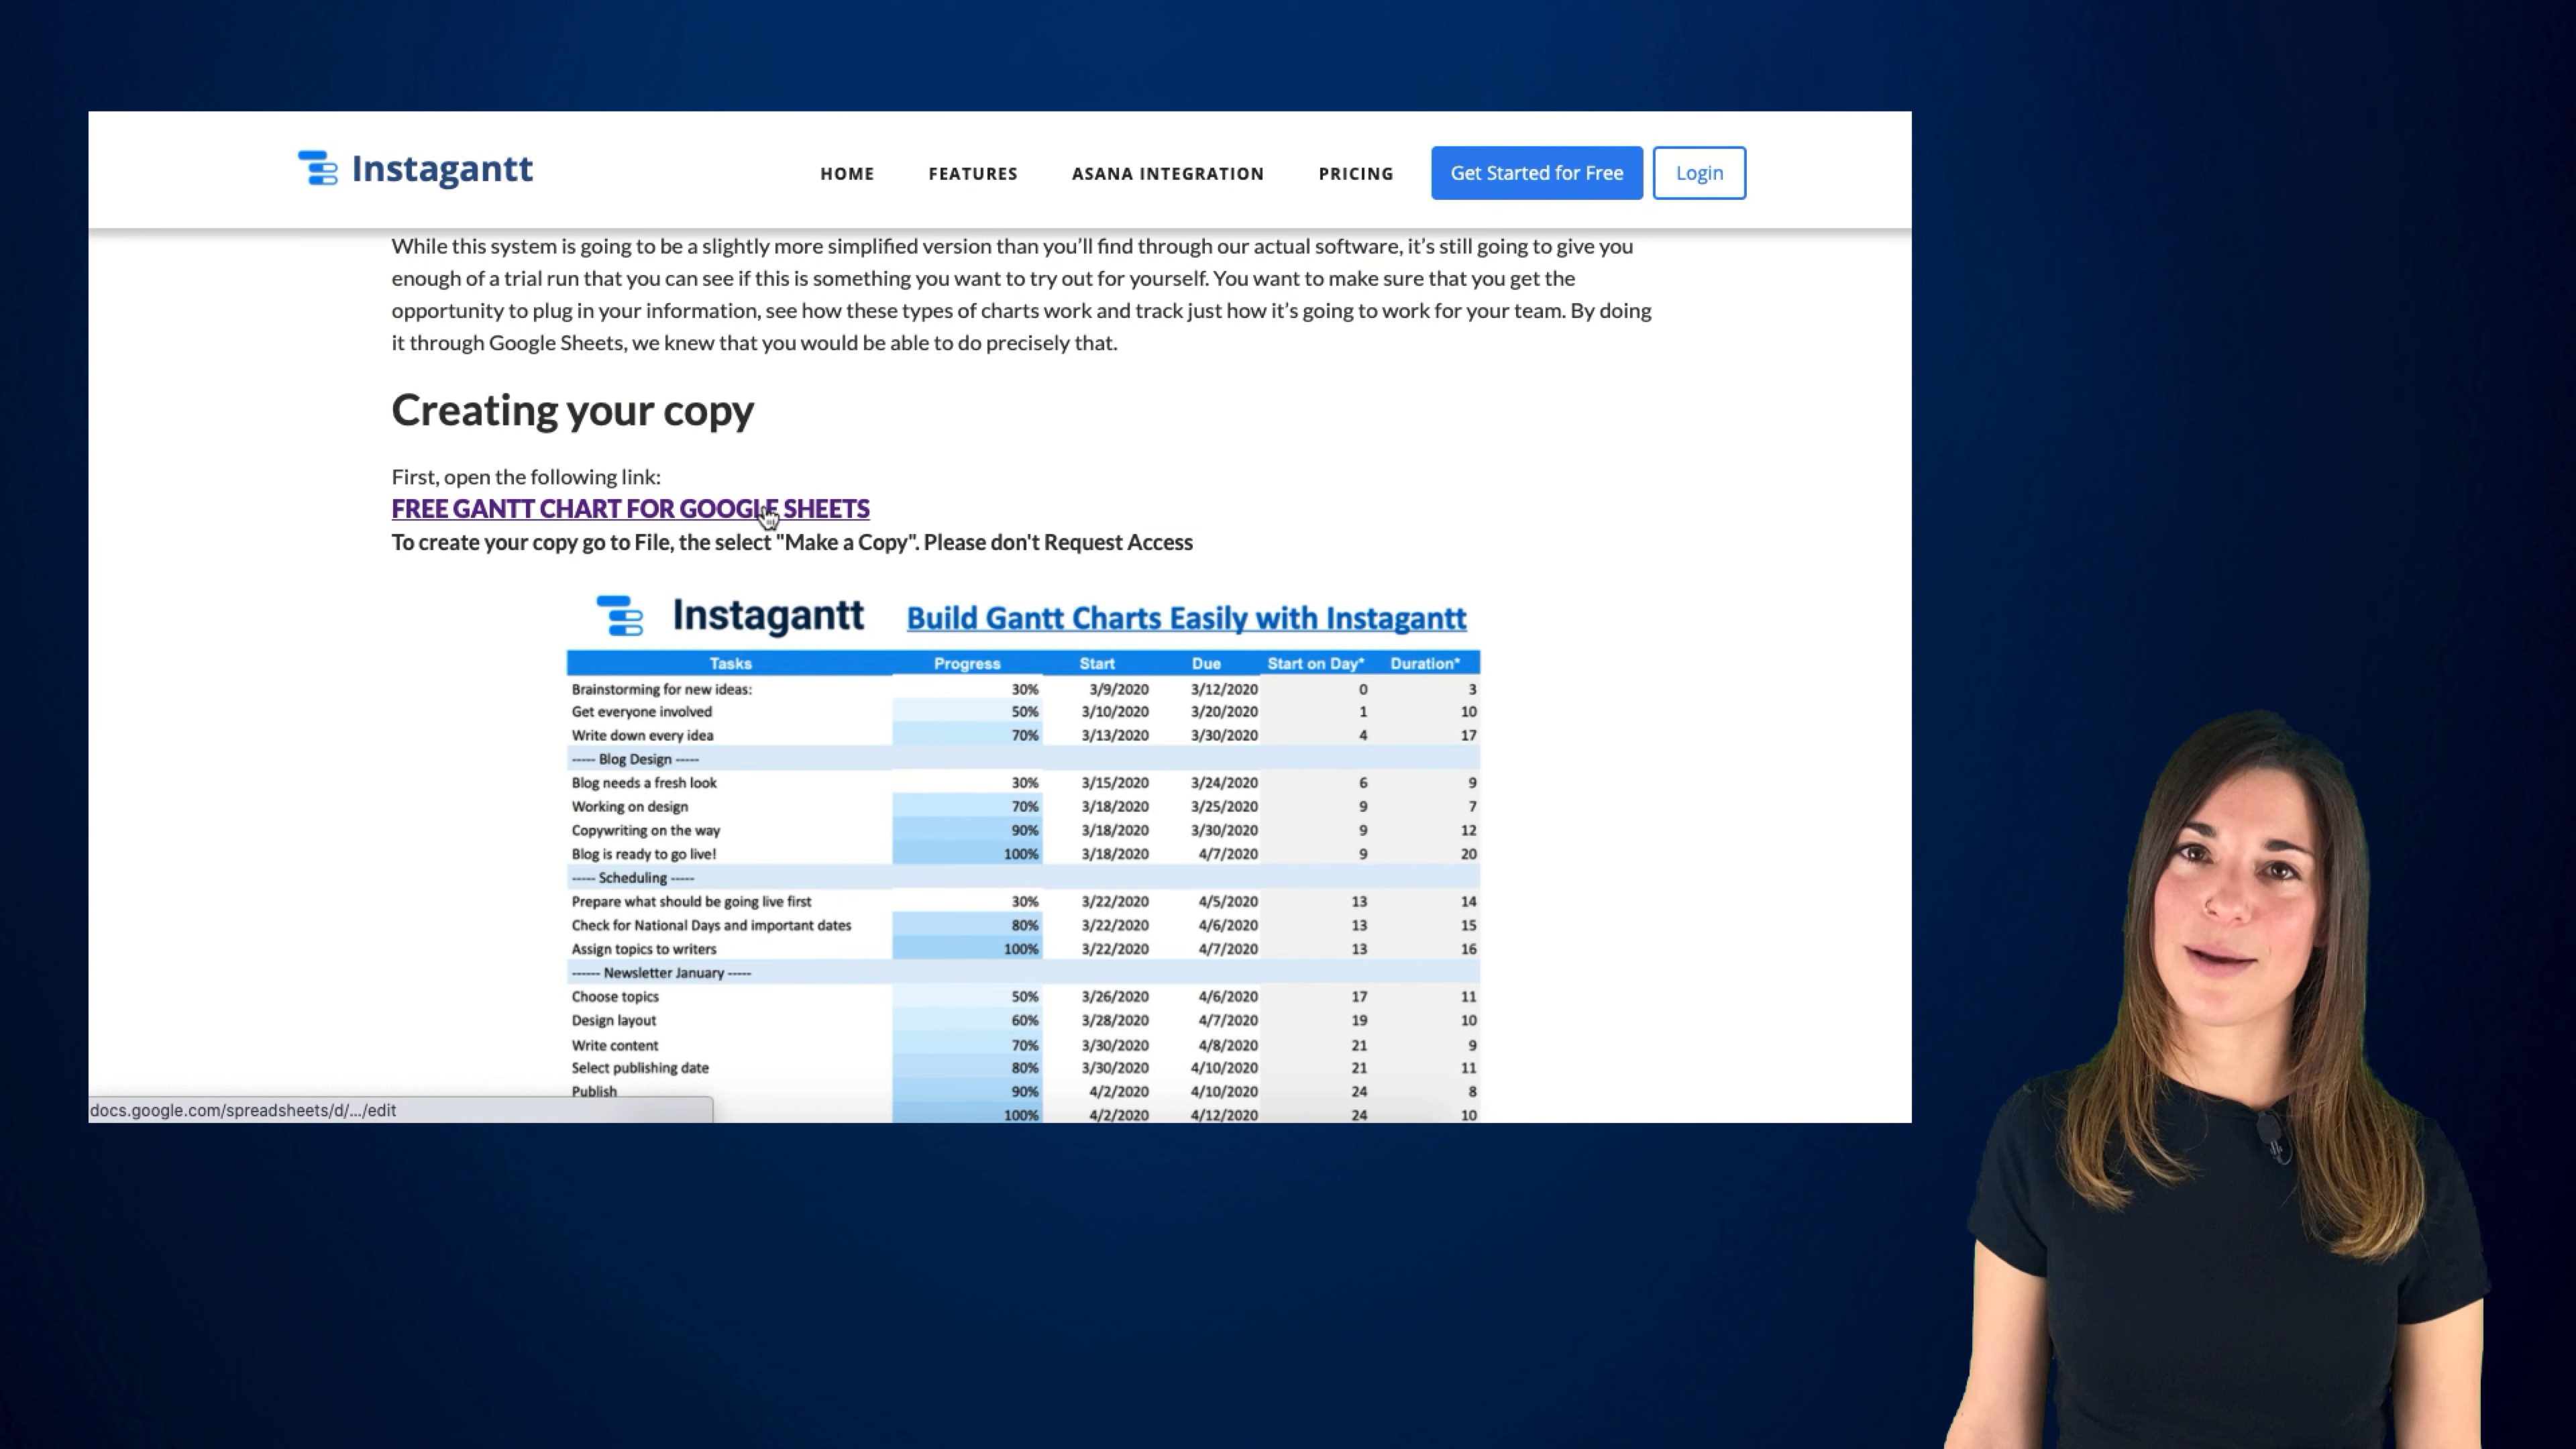 Instagantt
HOME FEATURES ASANA INTEGRATION PRICING Get Started for Free Login
While this system is going to be a slightly more simplified version than you’ll find through our actual software, it’s still going to give you
enough of a trial run that you can see if this is something you want to try out for yourself. You want to make sure that you get the
opportunity to plug in your information, see how these types of charts work and track just how it’s going to work for your team. By doing
it through Google Sheets, we knew that you would be able to do precisely that.
Creating your copy
First, open the following link:
FREE GANTT CHART FOR GOOGLE SHEETS
To create your copy go to File, the select "Make a Copy". Please don't Request Access
Instagantt Build Gantt Charts Easily with Instagantt
Tasks Progress Start Due Start on Day* Duration*
Brainstorming for new ideas: 30% 3/9/2020 3/12/2020 0 3
Get everyone involved 50% 3/10/2020 3/20/2020 1 10
Write down every idea 70% 3/13/2020 3/30/2020 4 17
----- Blog Design -----
Blog needs a fresh look 30% 3/15/2020 3/24/2020 6 9
Working on design 70% 3/18/2020 3/25/2020 9 7
Copywriting on the way 90% 3/18/2020 3/30/2020 9 12
Blog is ready to go live! 100% 3/18/2020 4/7/2020 9 20
----- Scheduling -----
Prepare what should be going live first 30% 3/22/2020 4/5/2020 13 14
Check for National Days and important dates 80% 3/22/2020 4/6/2020 13 15
Assign topics to writers 100% 3/22/2020 4/7/2020 13 16
------ Newsletter January -----
Choose topics 50% 3/26/2020 4/6/2020 17 11
Design layout 60% 3/28/2020 4/7/2020 19 10
Write content 70% 3/30/2020 4/8/2020 21 9
Select publishing date 80% 3/30/2020 4/10/2020 21 11
Publish 90% 4/2/2020 4/10/2020 24 8
100% 4/2/2020 4/12/2020 24 10
docs.google.com/spreadsheets/d/.../edit